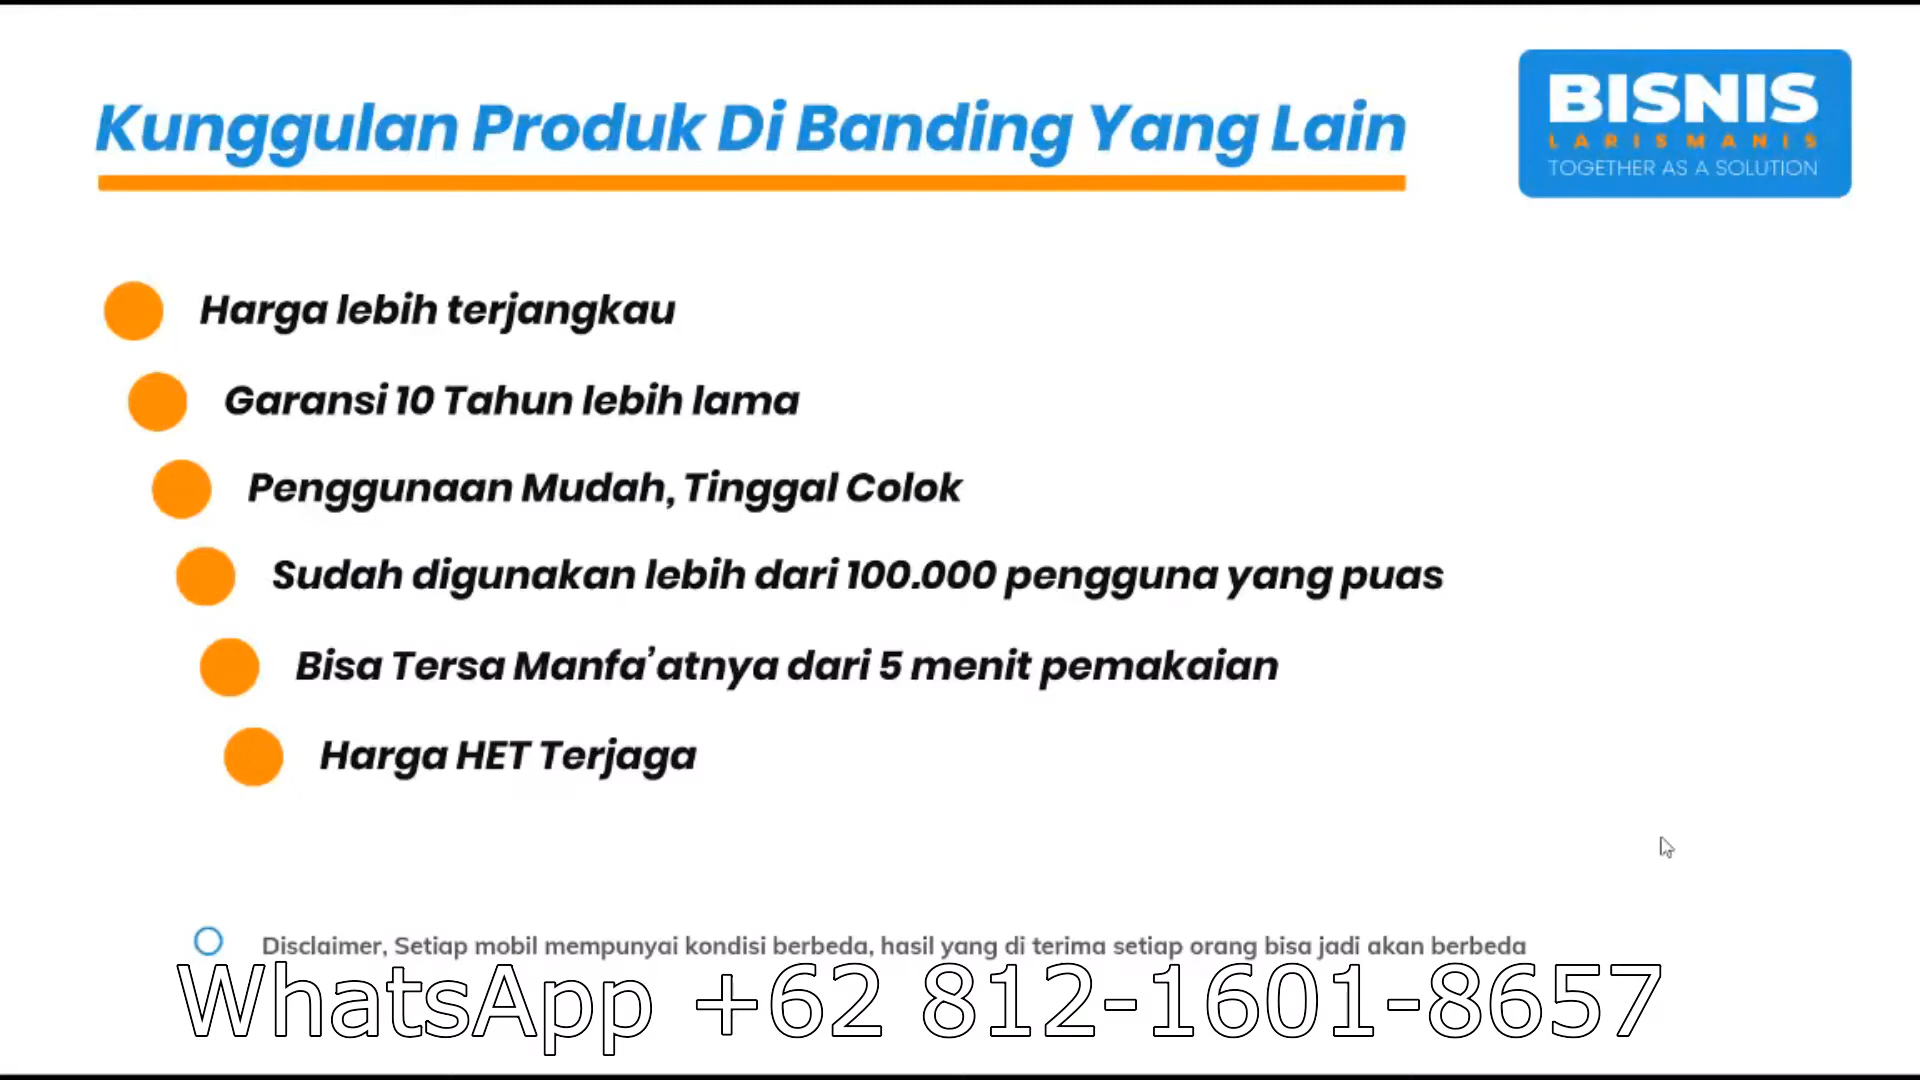 Kunggulan Produk Di Banding Yang Lain
BISNIS
LARISMANIS
TOGETHER AS A SOLUTION
Harga lebih terjangkau
Garansi 10 Tahun lebih lama
Penggunaan Mudah, Tinggal Colok
Sudah digunakan lebih dari 100.000 pengguna yang puas
Bisa Tersa Manfa'atnya dari 5 menit pemakaian
Harga HET Terjaga
Disclaimer, Setiap mobil mempunyai kondisi berbeda, hasil yang di terima setiap orang bisa jadi akan berbeda
WhatsApp +62 812-1601-8657